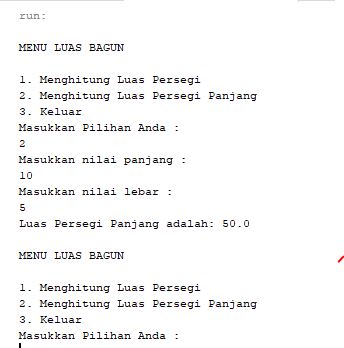 run:
MENU LUAS BAGUN
1. Menghitung Luas Persegi
2. Menghitung Luas Persegi Panjang
3. Keluar
Masukkan Pilihan Anda :
2
Masukkan nilai panjang :
10
Masukkan nilai lebar :
5
Luas Persegi Panjang adalah: 50.0
MENU LUAS BAGUN
1. Menghitung Luas Persegi
2. Menghitung Luas Persegi Panjang
3. Keluar
Masukkan Pilihan Anda :